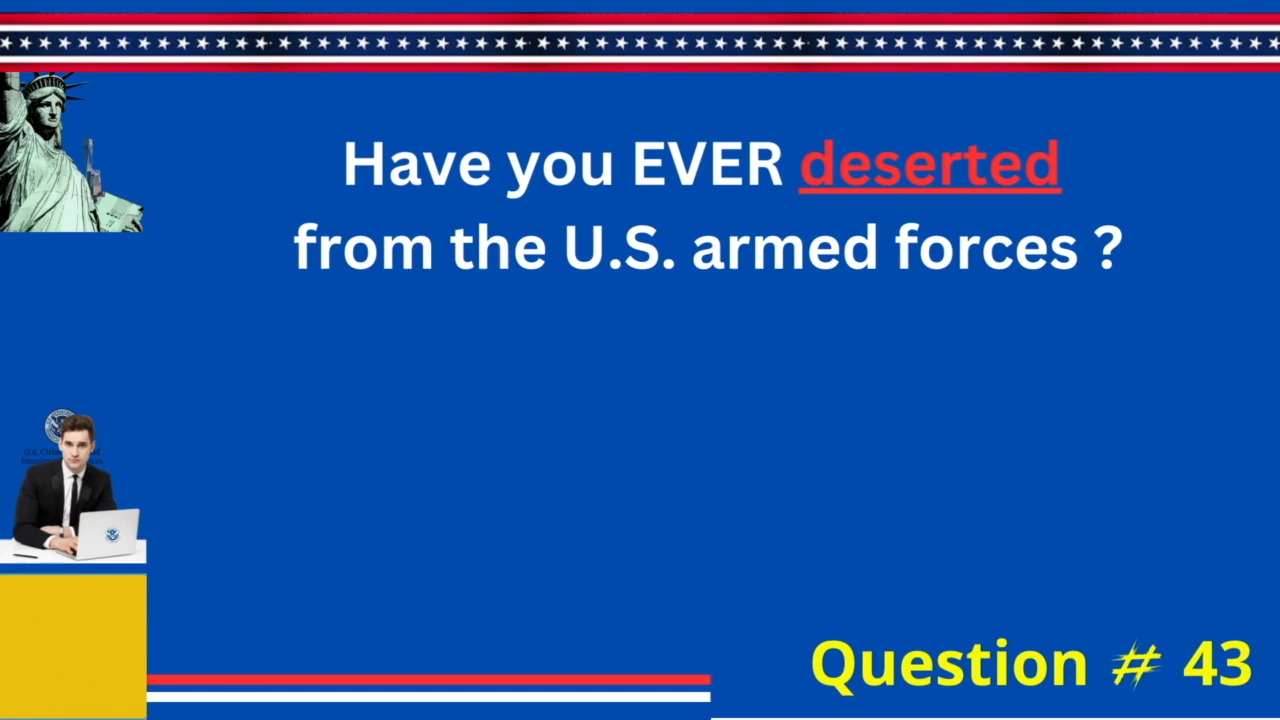 Have you EVER deserted
from the U.S. armed forces ?
U.S.
Question # 43